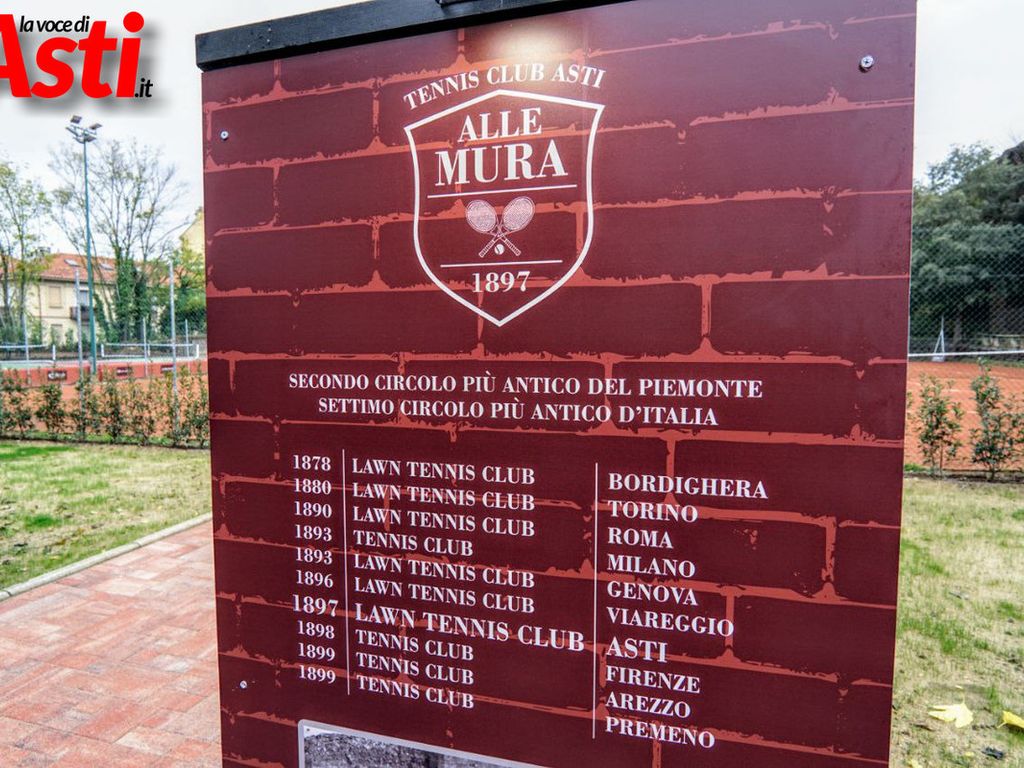 la voce di
Asti
.it
TENNIS CLUB ASTI
ALLE
MURA
1897
SECONDO CIRCOLO PIÙ ANTICO DEL PIEMONTE
SETTIMO CIRCOLO PIÙ ANTICO D'ITALIA
1878 LAWN TENNIS CLUB BORDIGHERA
1880 LAWN TENNIS CLUB TORINO
1890 LAWN TENNIS CLUB ROMA
1893 TENNIS CLUB MILANO
1893 LAWN TENNIS CLUB GENOVA
1896 LAWN TENNIS CLUB VIAREGGIO
1897 LAWN TENNIS CLUB ASTI
1898 TENNIS CLUB FIRENZE
1899 TENNIS CLUB AREZZO
1899 TENNIS CLUB PREMENO